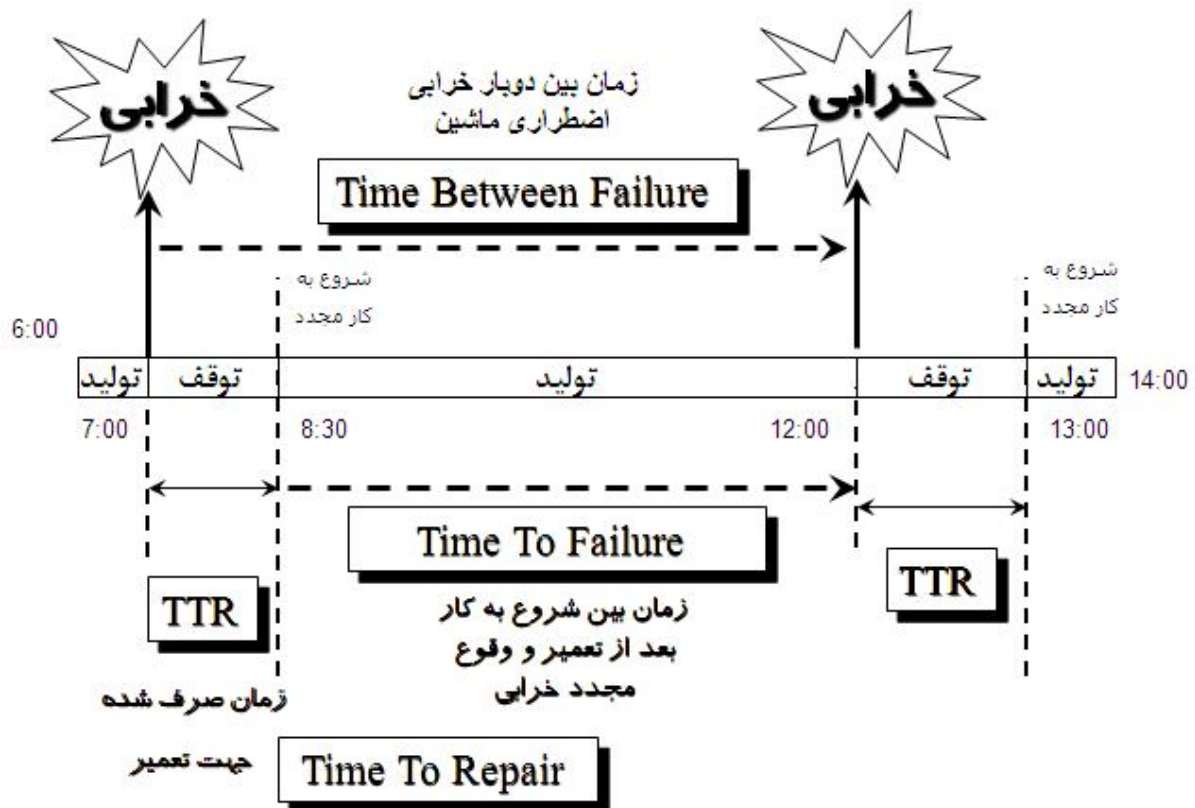 خرابی
خرابی
زمان بین دوبار خرابی
اضطراری ماشین
Time Between Failure
شروع به
کار مجدد
شروع به
کار مجدد
6:00
تولید
توقف
تولید
توقف
تولید
14:00
7:00
8:30
12:00
13:00
Time To Failure
TTR
TTR
زمان بین شروع به کار
بعد از تعمیر و وقوع
مجدد خرابی
زمان صرف شده
جهت تعمیر
Time To Repair